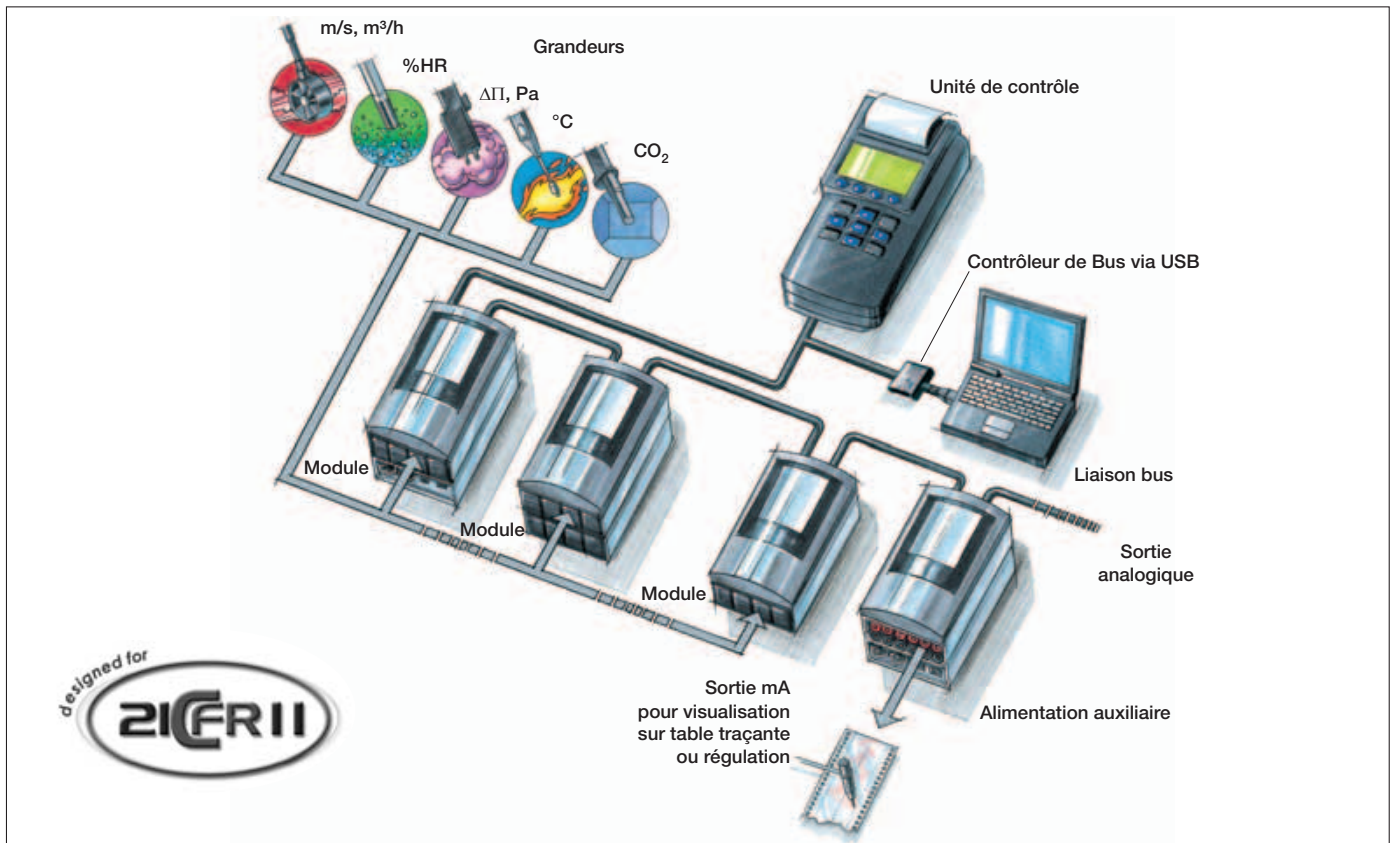 m/s, m³/h
Grandeurs
%HR
ΔΠ, Pa
°C
CO₂
Unité de contrôle
Contrôleur de Bus via USB
Liaison bus
Module
Module
Module
Sortie
analogique
Sortie mA
pour visualisation
sur table traçante
ou régulation
Alimentation auxiliaire
designed for
21CFR11